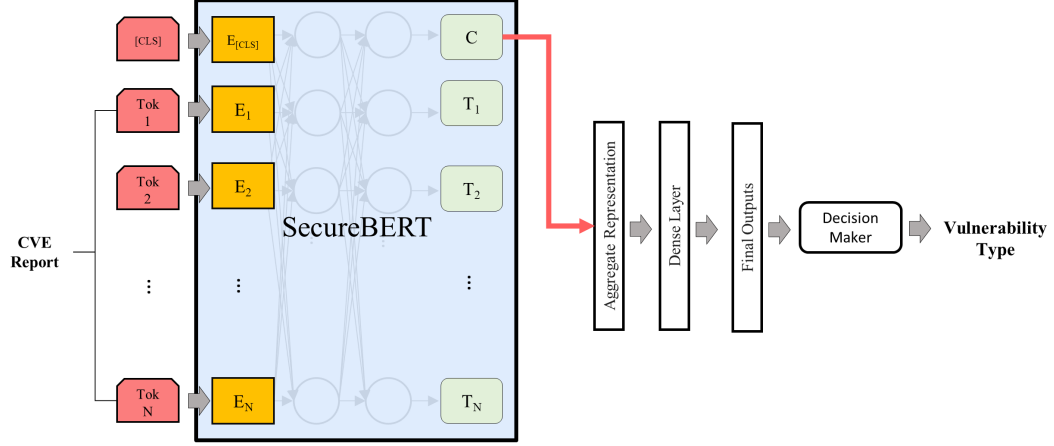 [CLS]
E[CLS]
C
Tok
1
E1
T1
Tok
2
E2
T2
SecureBERT
CVE
Report
...
...
...
Tok
N
EN
TN
Aggregate Representation
Dense Layer
Final Outputs
Decision
Maker
Vulnerability
Type